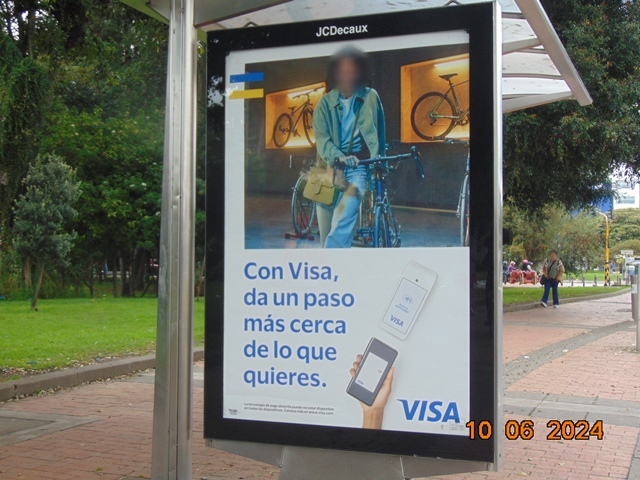 JCDecaux
Con Visa,
da un paso
más cerca
de lo que
quieres.
VISA
VISA
10 06 2024